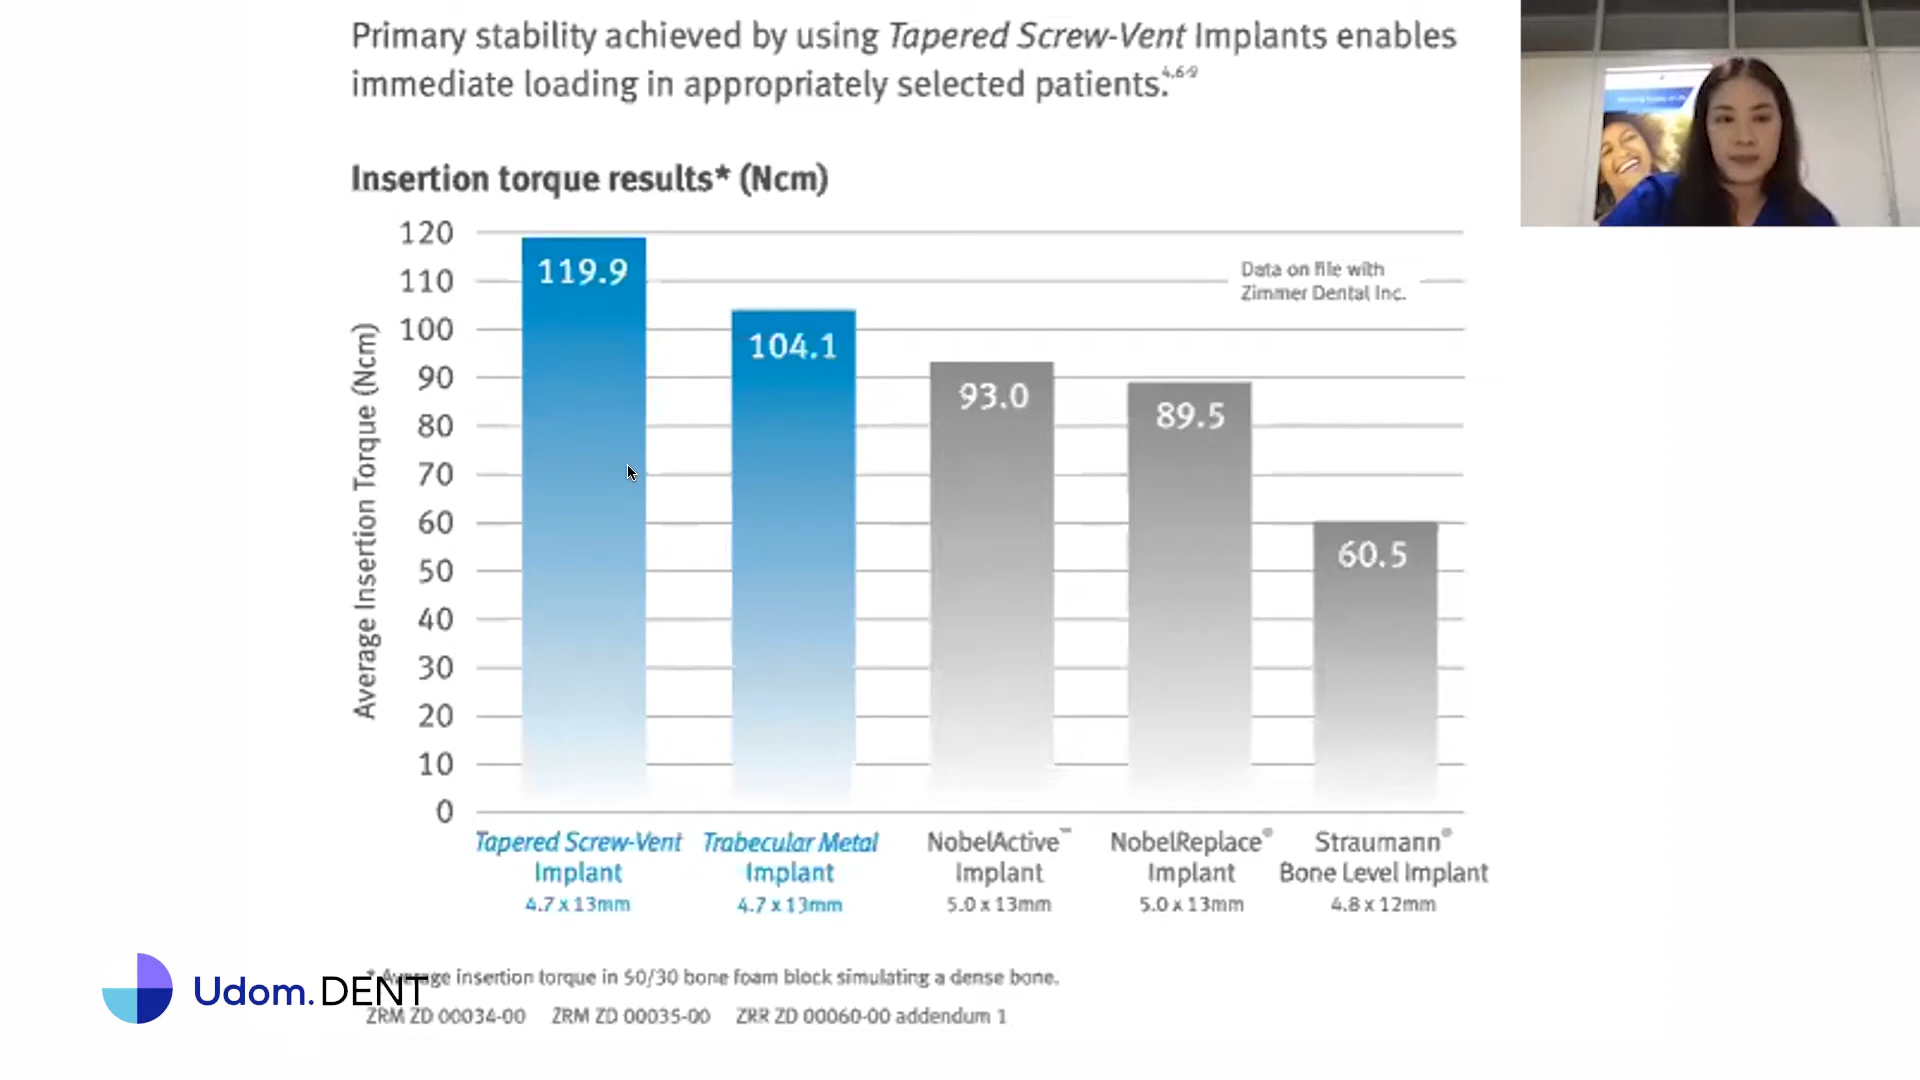 Primary stability achieved by using Tapered Screw-Vent Implants enables
immediate loading in appropriately selected patients.4,6-9
Insertion torque results* (Ncm)
Average Insertion Torque (Ncm)
120
110
100
90
80
70
60
50
40
30
20
10
0
119.9
104.1
93.0
89.5
60.5
Data on file with
Zimmer Dental Inc.
Tapered Screw-Vent
Implant
4.7 x 13mm
Trabecular Metal
Implant
4.7 x 13mm
NobelActive™
Implant
5.0 x 13mm
NobelReplace®
Implant
5.0 x 13mm
Straumann®
Bone Level Implant
4.8 x 12mm
* Average insertion torque in 50/30 bone foam block simulating a dense bone.
ZRM ZD 00034-00 ZRM ZD 00035-00 ZRR ZD 00060-00 addendum 1
Udom.DENT